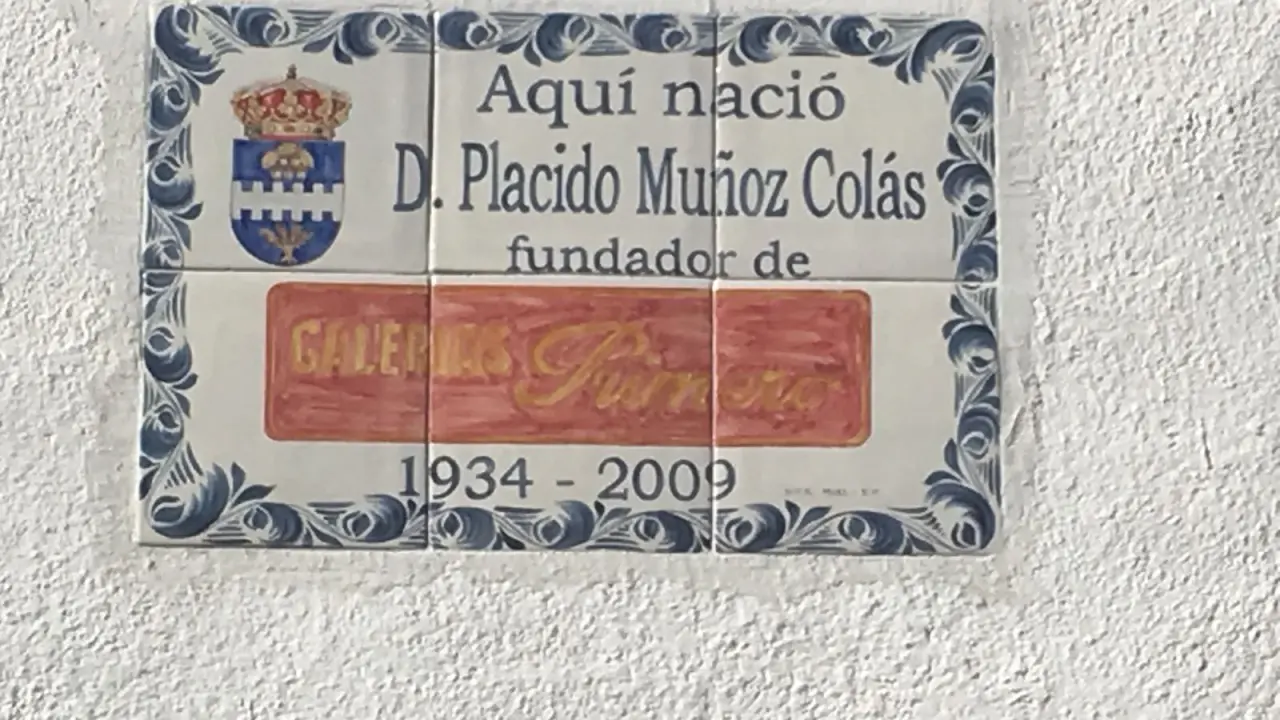 Aquí nació
D. Placido Muñoz Colás
fundador de
GALERIAS Primero
1934 - 2009